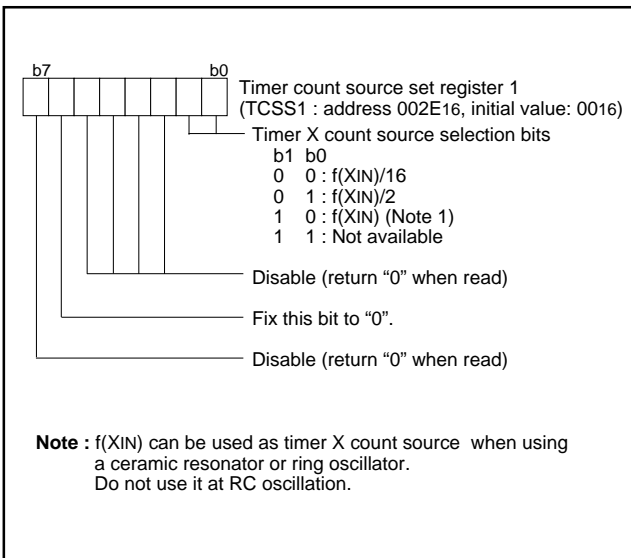 b7 b0
Timer count source set register 1
(TCSS1 : address 002E16, initial value: 0016)
Timer X count source selection bits
b1 b0
0 0 : f(XIN)/16
0 1 : f(XIN)/2
1 0 : f(XIN) (Note 1)
1 1 : Not available
Disable (return “0” when read)
Fix this bit to “0”.
Disable (return “0” when read)
Note : f(XIN) can be used as timer X count source when using
a ceramic resonator or ring oscillator.
Do not use it at RC oscillation.